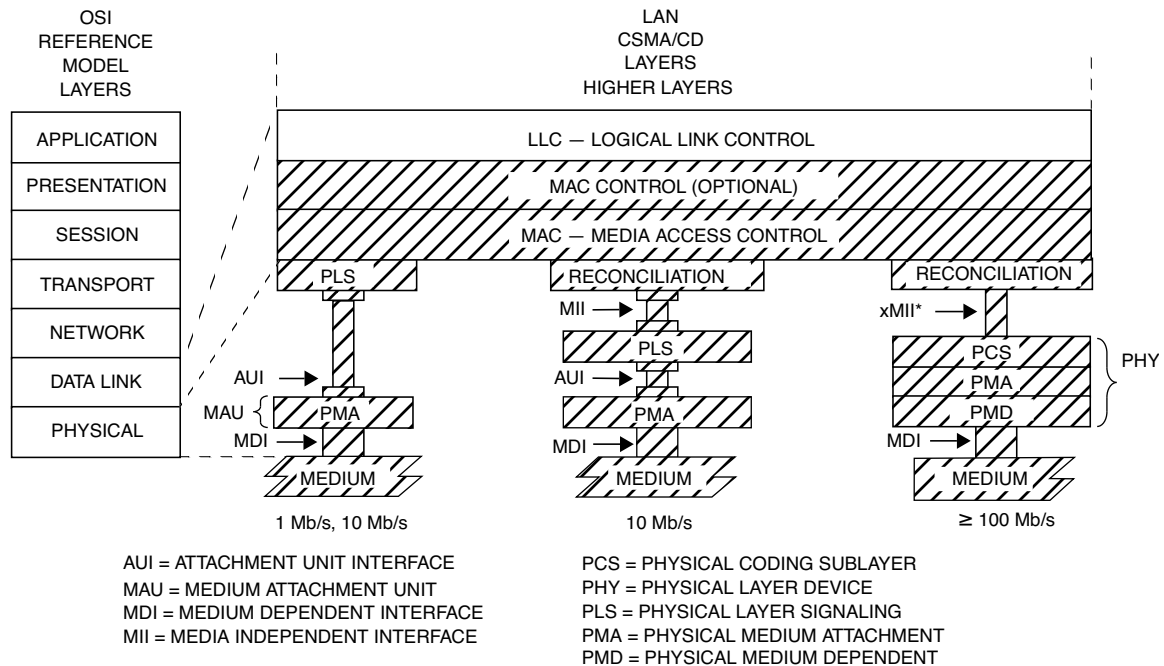 OSI
REFERENCE
MODEL
LAYERS
LAN
CSMA/CD
LAYERS
HIGHER LAYERS
APPLICATION
PRESENTATION
SESSION
TRANSPORT
NETWORK
DATA LINK
PHYSICAL
LLC — LOGICAL LINK CONTROL
MAC CONTROL (OPTIONAL)
MAC — MEDIA ACCESS CONTROL
PLS
AUI
MAU
PMA
MDI
MEDIUM
1 Mb/s, 10 Mb/s
RECONCILIATION
MII
PLS
AUI
PMA
MDI
MEDIUM
10 Mb/s
RECONCILIATION
xMII*
PCS
PMA
PMD
PHY
MDI
MEDIUM
≥ 100 Mb/s
AUI = ATTACHMENT UNIT INTERFACE
MAU = MEDIUM ATTACHMENT UNIT
MDI = MEDIUM DEPENDENT INTERFACE
MII = MEDIA INDEPENDENT INTERFACE
PCS = PHYSICAL CODING SUBLAYER
PHY = PHYSICAL LAYER DEVICE
PLS = PHYSICAL LAYER SIGNALING
PMA = PHYSICAL MEDIUM ATTACHMENT
PMD = PHYSICAL MEDIUM DEPENDENT